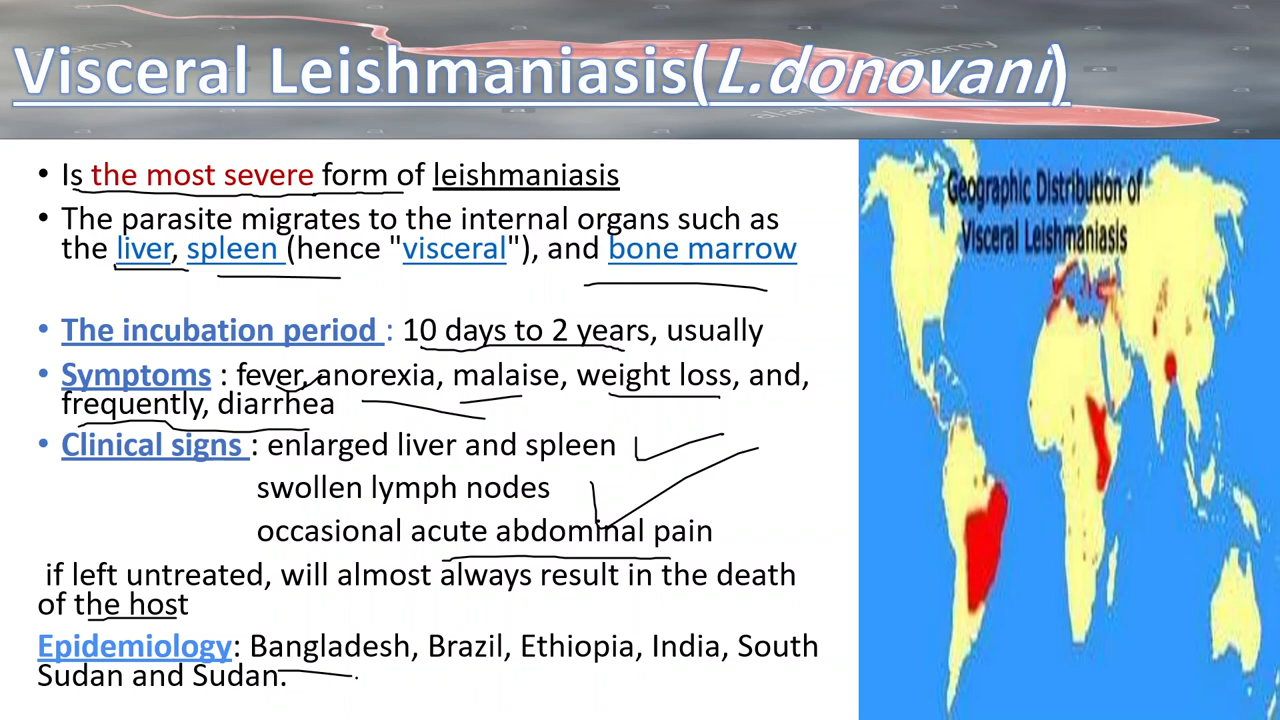 Visceral Leishmaniasis(L.donovani)
alamy
alamy
• Is the most severe form of leishmaniasis
• The parasite migrates to the internal organs such as
the liver, spleen (hence "visceral"), and bone marrow
• The incubation period : 10 days to 2 years, usually
• Symptoms : fever, anorexia, malaise, weight loss, and,
frequently, diarrhea
• Clinical signs : enlarged liver and spleen
swollen lymph nodes
occasional acute abdominal pain
if left untreated, will almost always result in the death
of the host
Epidemiology: Bangladesh, Brazil, Ethiopia, India, South
Sudan and Sudan.
Geographic Distribution of
Visceral Leishmaniasis